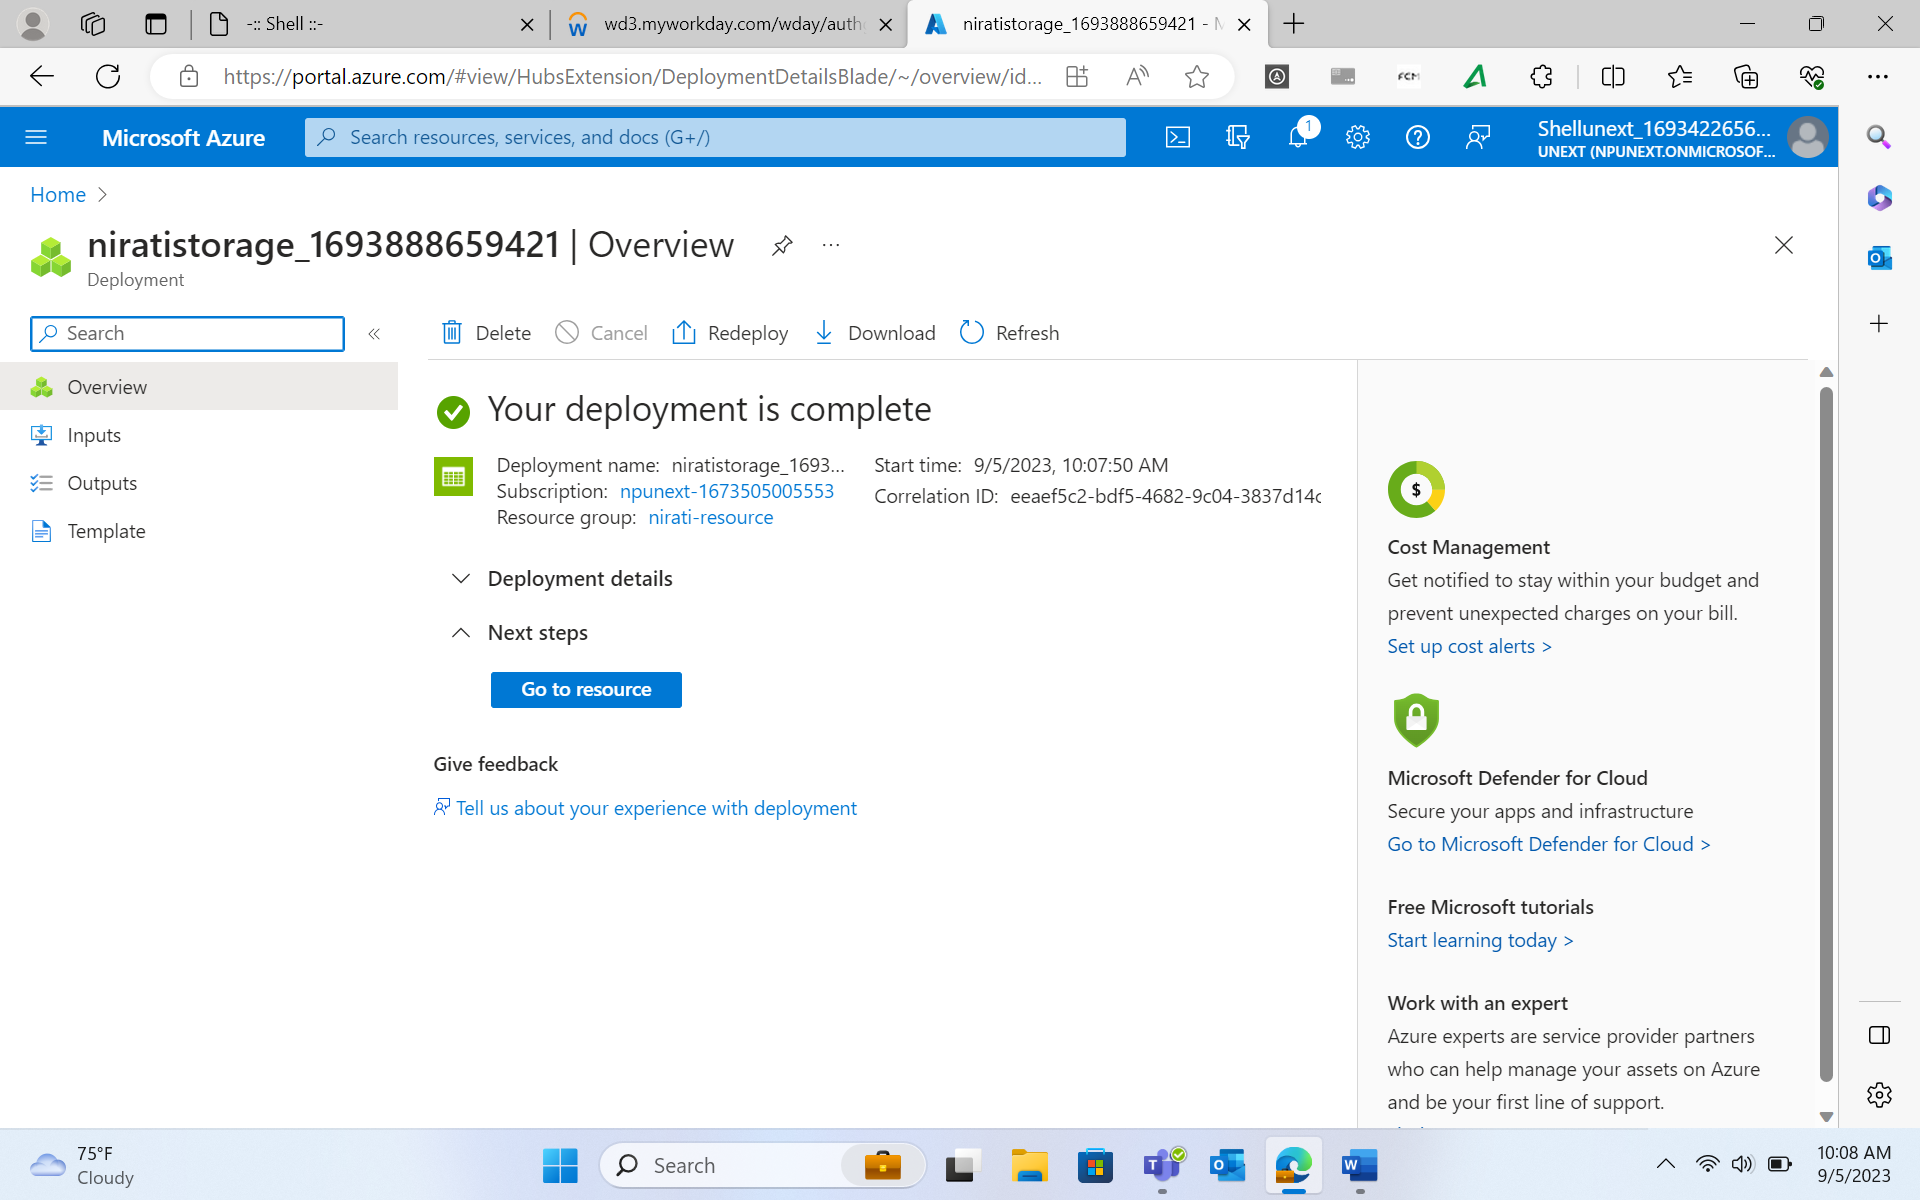 -:: Shell ::-
wd3.myworkday.com/wday/auth
niratistorage_1693888659421 - M
https://portal.azure.com/#view/HubsExtension/DeploymentDetailsBlade/~/overview/id...
FCM
Microsoft Azure
Search resources, services, and docs (G+/)
1
Shellunext_1693422656...
UNEXT (NPUNEXT.ONMICROSOF...
Home
niratistorage_1693888659421 | Overview
Deployment
Search
Delete
Cancel
Redeploy
Download
Refresh
Overview
Inputs
Outputs
Template
Your deployment is complete
Deployment name: niratistorage_1693...
Subscription: npunext-1673505005553
Resource group: nirati-resource
Start time: 9/5/2023, 10:07:50 AM
Correlation ID: eeaef5c2-bdf5-4682-9c04-3837d14c
Deployment details
Next steps
Go to resource
Give feedback
Tell us about your experience with deployment
$
Cost Management
Get notified to stay within your budget and
prevent unexpected charges on your bill.
Set up cost alerts >
Microsoft Defender for Cloud
Secure your apps and infrastructure
Go to Microsoft Defender for Cloud >
Free Microsoft tutorials
Start learning today >
Work with an expert
Azure experts are service provider partners
who can help manage your assets on Azure
and be your first line of support.
75°F
Cloudy
Search
10:08 AM
9/5/2023